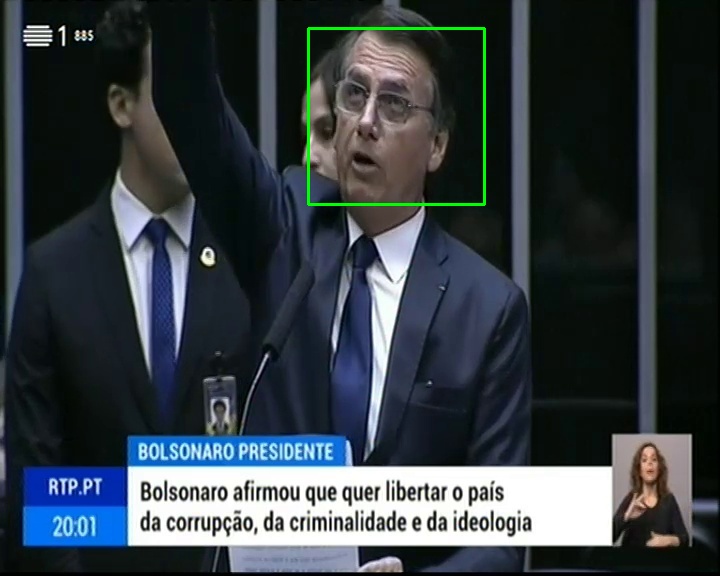 1 885
BOLSONARO PRESIDENTE
RTP.PT
Bolsonaro afirmou que quer libertar o país
20:01
da corrupção, da criminalidade e da ideologia